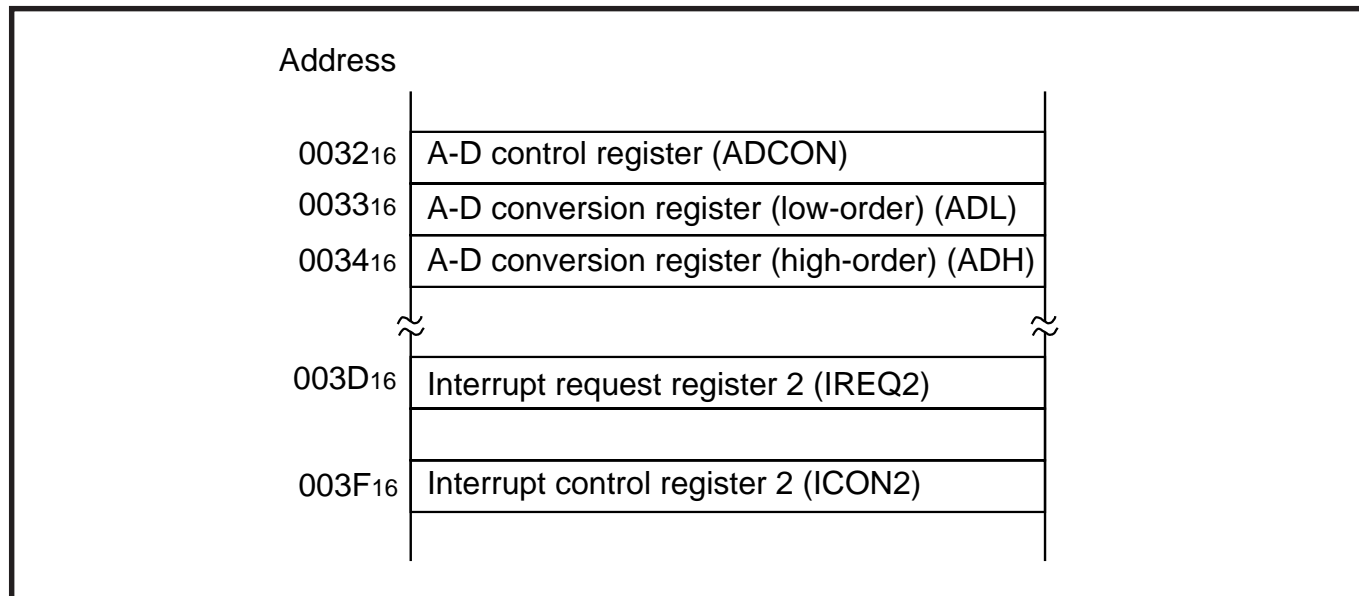 Address
0032₁₆ A-D control register (ADCON)
0033₁₆ A-D conversion register (low-order) (ADL)
0034₁₆ A-D conversion register (high-order) (ADH)
003D₁₆ Interrupt request register 2 (IREQ2)
003F₁₆ Interrupt control register 2 (ICON2)